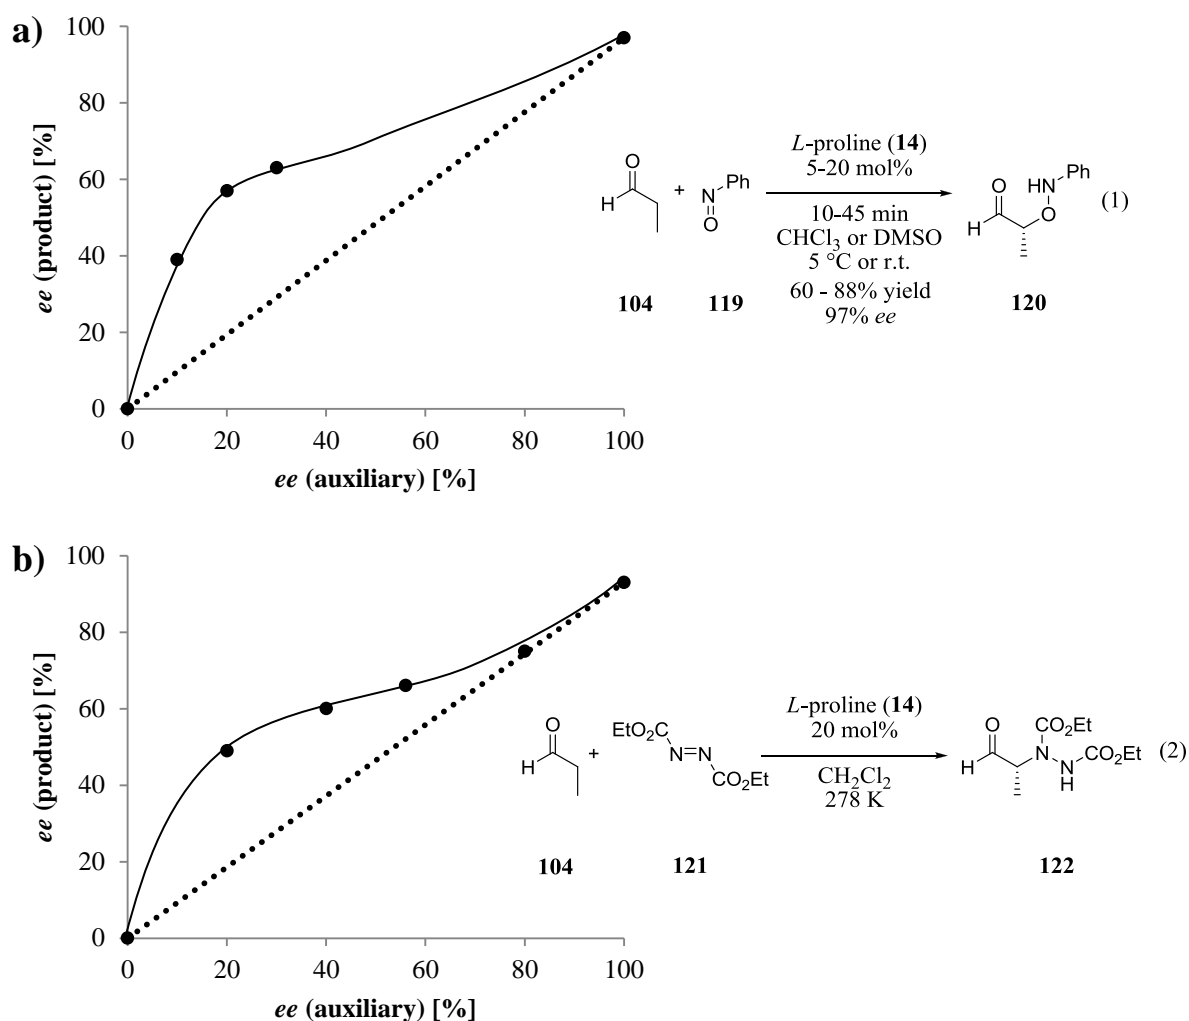 a)
ee (product) [%]
100
80
60
40
20
0
0 20 40 60 80 100
ee (auxiliary) [%]
O
H
+
N
Ph
O
L-proline (14)
5-20 mol%
10-45 min
CHCl3 or DMSO
5 °C or r.t.
60 - 88% yield
97% ee
O
H
HN
Ph
O
CH3
(1)
104 119 120
b)
ee (product) [%]
100
80
60
40
20
0
0 20 40 60 80 100
ee (auxiliary) [%]
O
H
+
EtO2C
N=N
CO2Et
L-proline (14)
20 mol%
CH2Cl2
278 K
O
H
CO2Et
N
N
H
CO2Et
CH3
(2)
104 121 122